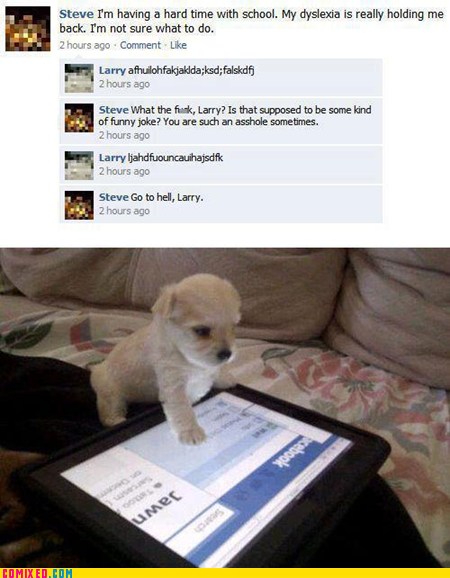 Steve I'm having a hard time with school. My dyslexia is really holding me
back. I'm not sure what to do.
2 hours ago · Comment · Like
Larry afhuilohfakjaklda;ksd;falskdfj
2 hours ago
Steve What the fuck, Larry? Is that supposed to be some kind
of funny joke? You are such an asshole sometimes.
2 hours ago
Larry ljahdfuouncauihajsdfk
2 hours ago
Steve Go to hell, Larry.
2 hours ago
facebook
Search
Jawn
Tattoo
Sarcasm
on
COMIXED.COM